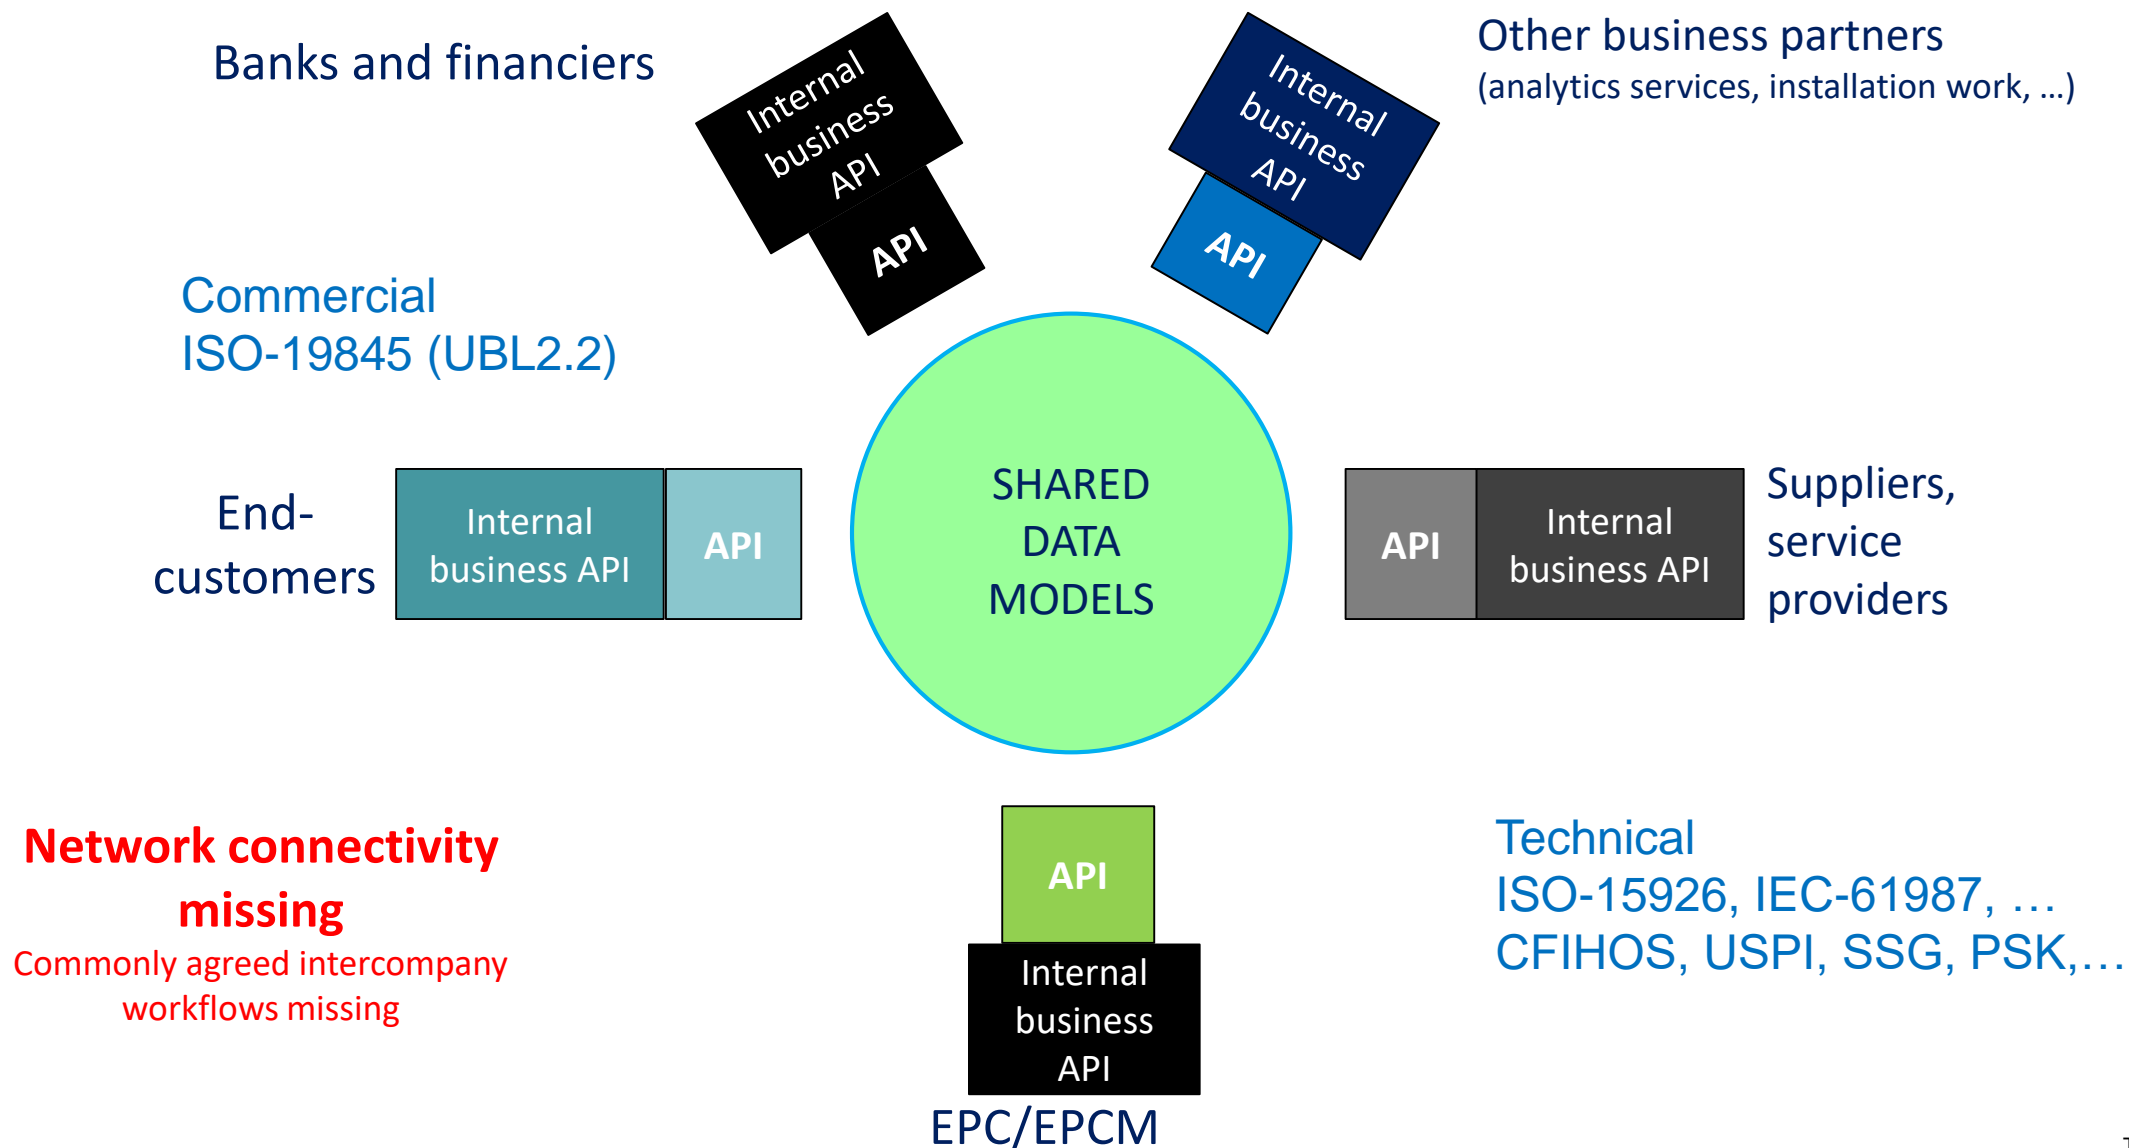 Banks and financiers
Internal
business
API
API
Internal
business
API
API
Other business partners
(analytics services, installation work, ...)
Commercial
ISO-19845 (UBL2.2)
End-
customers
Internal
business API
API
SHARED
DATA
MODELS
API
Internal
business API
Suppliers,
service
providers
Network connectivity
missing
Commonly agreed intercompany
workflows missing
API
Internal
business
API
EPC/EPCM
Technical
ISO-15926, IEC-61987, …
CFIHOS, USPI, SSG, PSK,…